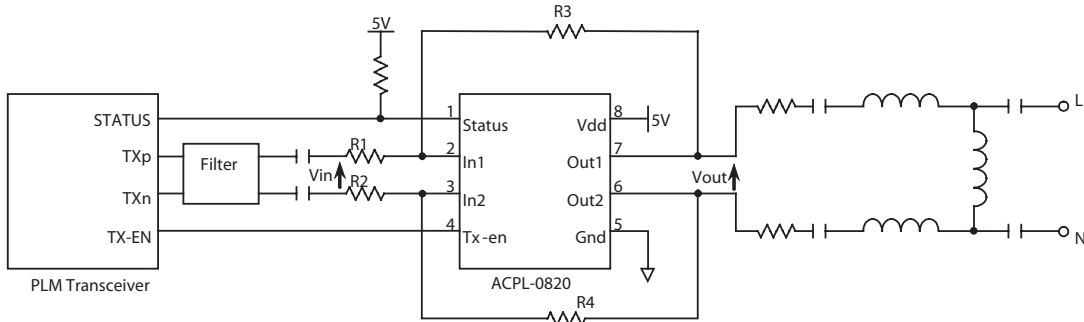 5V
R3
L
STATUS
1
Status
Vdd
8
5V
TXp
Filter
R1
2
In1
Out1
7
Vin
Vout
TXn
R2
3
In2
Out2
6
TX-EN
4
Tx-en
Gnd
5
N
PLM Transceiver
ACPL-0820
R4